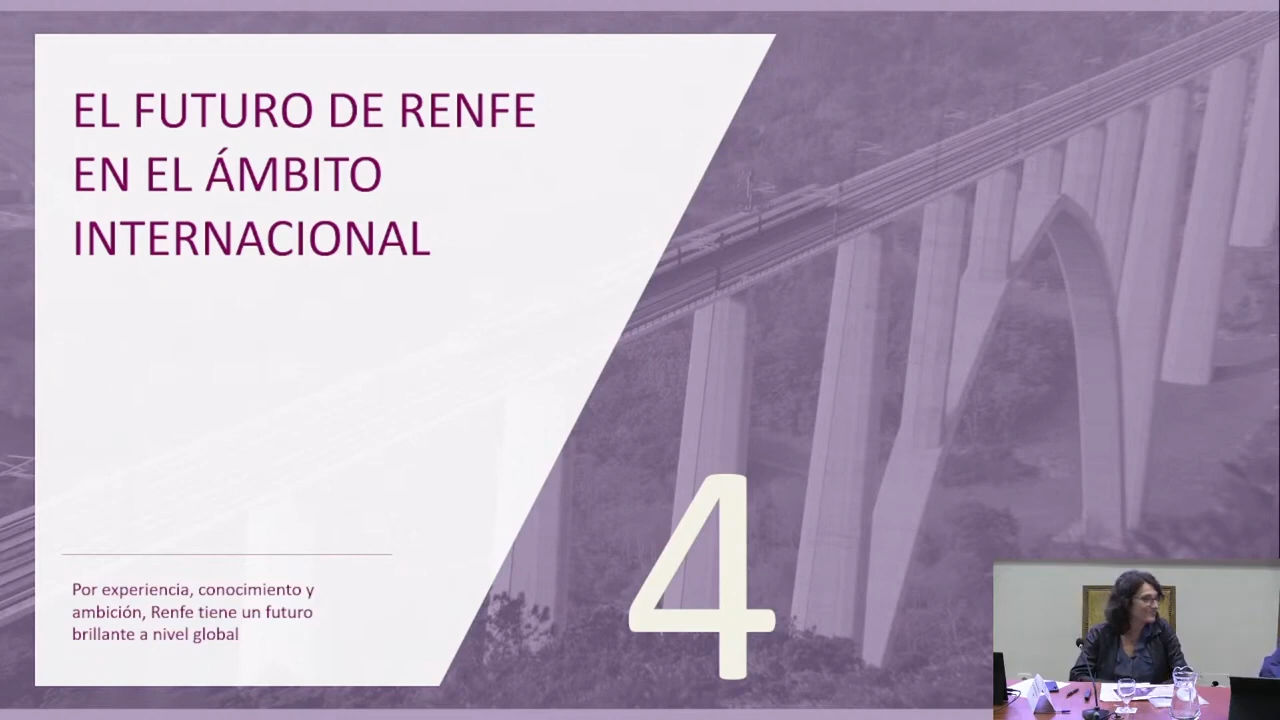 EL FUTURO DE RENFE
EN EL ÁMBITO
INTERNACIONAL
Por experiencia, conocimiento y
ambición, Renfe tiene un futuro
brillante a nivel global
4